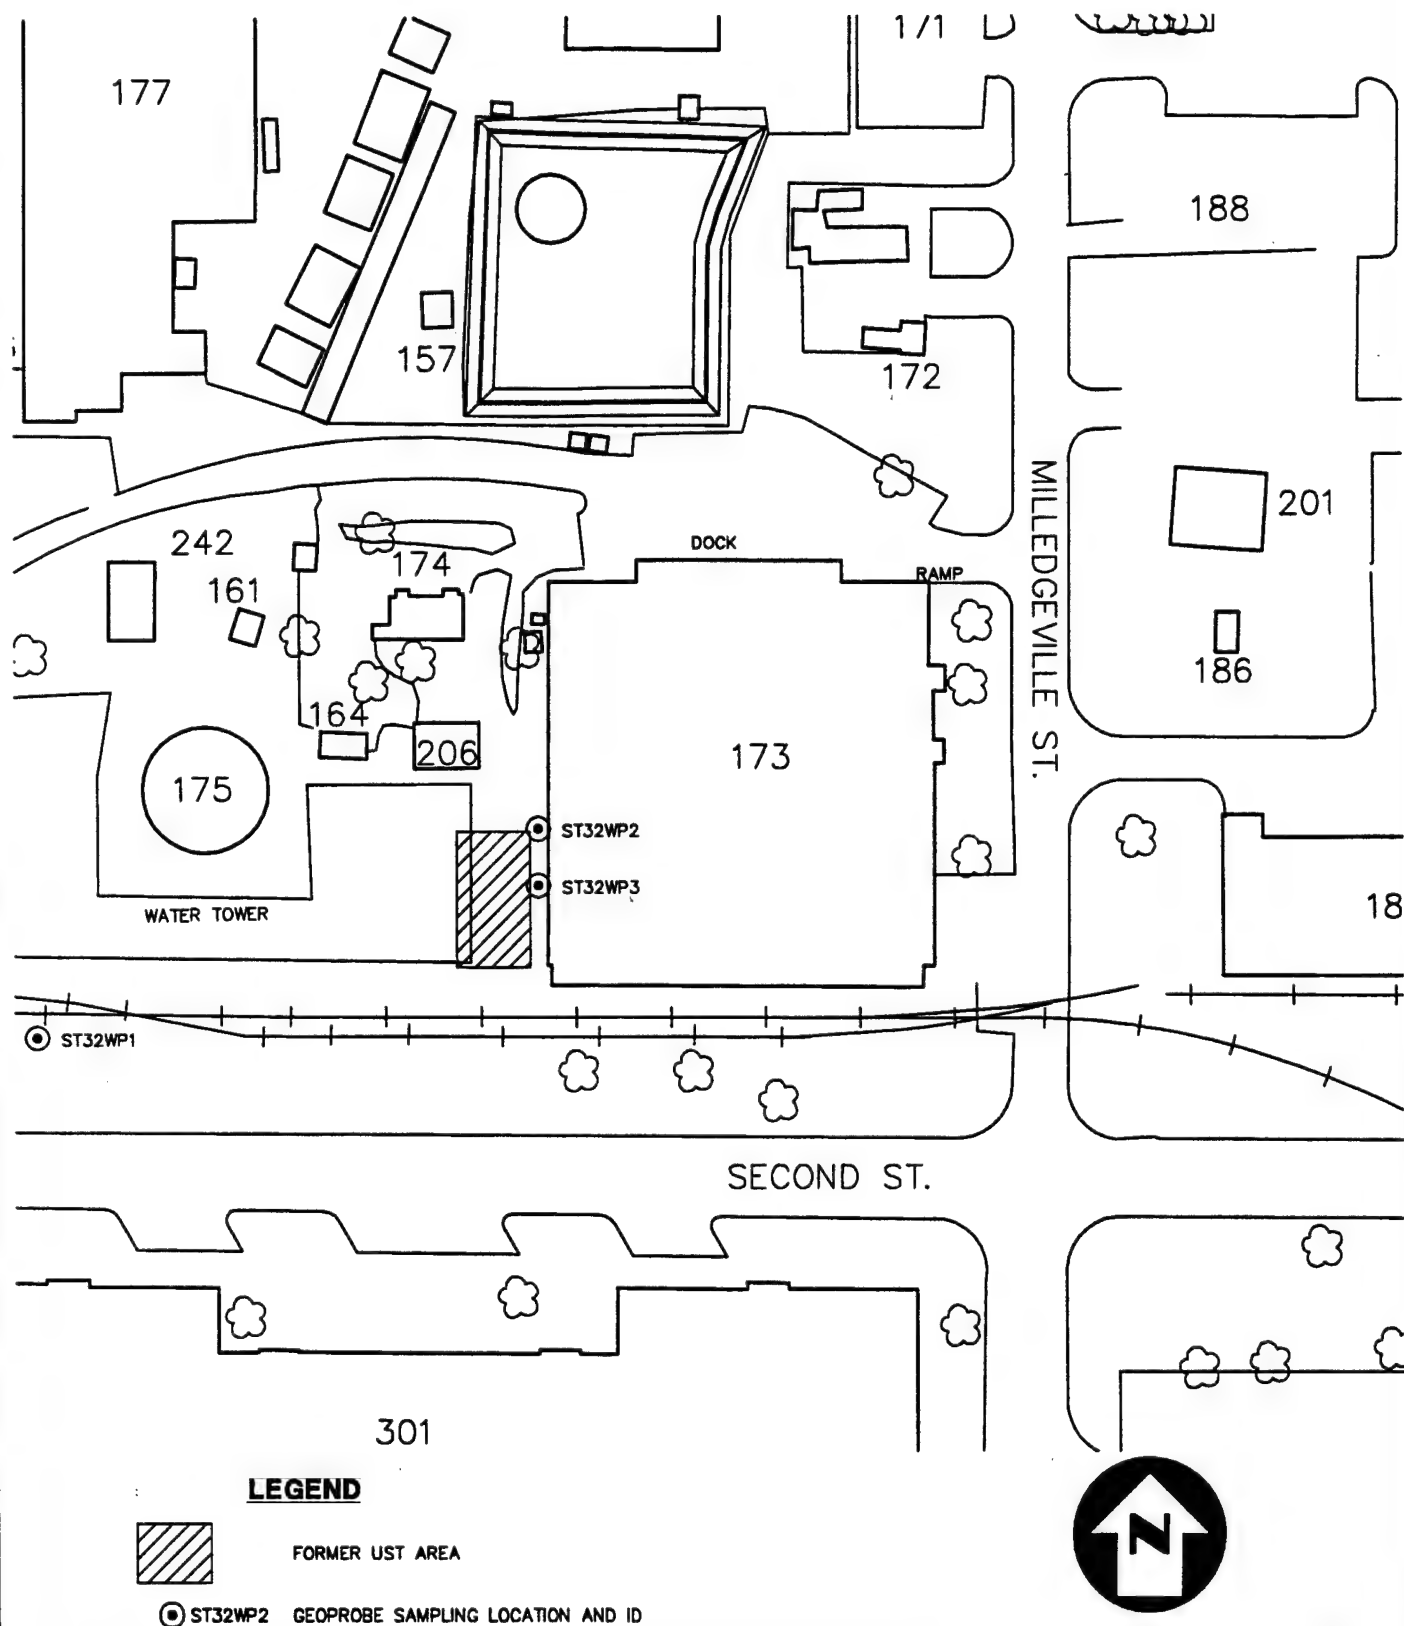 171
177
188
157
172
201
242
DOCK
174
RAMP
161
MILLEDGEVILLE ST.
186
164
206
173
175
ST32WP2
ST32WP3
18
WATER TOWER
ST32WP1
SECOND ST.
301
LEGEND
FORMER UST AREA
N
ST32WP2 GEOPROBE SAMPLING LOCATION AND ID